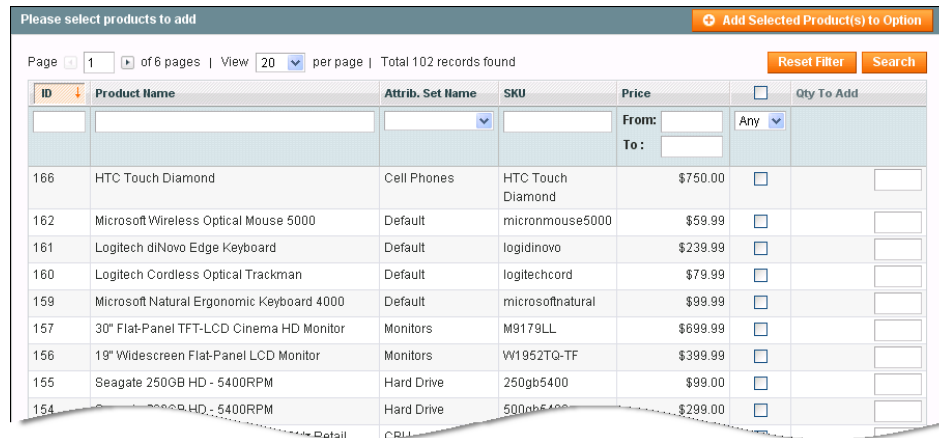 Please select products to add Add Selected Product(s) to Option
Page 1 of 6 pages | View 20 per page | Total 102 records found Reset Filter Search
ID Product Name Attrib. Set Name SKU Price Qty To Add
From: Any
To :
166 HTC Touch Diamond Cell Phones HTC Touch $750.00
Diamond
162 Microsoft Wireless Optical Mouse 5000 Default micronmouse5000 $59.99
161 Logitech diNovo Edge Keyboard Default logidinovo $239.99
160 Logitech Cordless Optical Trackman Default logitechcord $79.99
159 Microsoft Natural Ergonomic Keyboard 4000 Default microsoftnatural $99.99
157 30" Flat-Panel TFT-LCD Cinema HD Monitor Monitors M9179LL $699.99
156 19" Widescreen Flat-Panel LCD Monitor Monitors W1952TQ-TF $399.99
155 Seagate 250GB HD - 5400RPM Hard Drive 250gb5400 $99.00
154 HD - 5400RPM Hard Drive $299.00
Retail